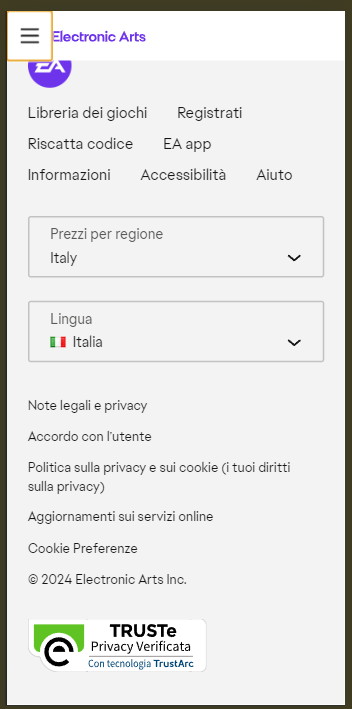 Electronic Arts
EA
Libreria dei giochi Registrati
Riscatta codice EA app
Informazioni Accessibilità Aiuto
Prezzi per regione
Italy
Lingua
Italia
Note legali e privacy
Accordo con l'utente
Politica sulla privacy e sui cookie (i tuoi diritti
sulla privacy)
Aggiornamenti sui servizi online
Cookie Preferenze
© 2024 Electronic Arts Inc.
TRUSTe
Privacy Verificata
Con tecnologia TrustArc